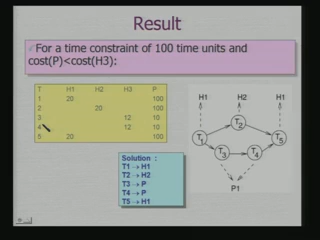 Result
For a time constraint of 100 time units and
cost(P)<cost(H3):
T H1 H2 H3 P
1 20 100
2 20 100
3 12 10
4 12 10
5 20 100
Solution :
T1 → H1
T2 → H2
T3 → P
T4 → P
T5 → H1
H1 H2 H1
T2
T1 T5
T3 T4
P1